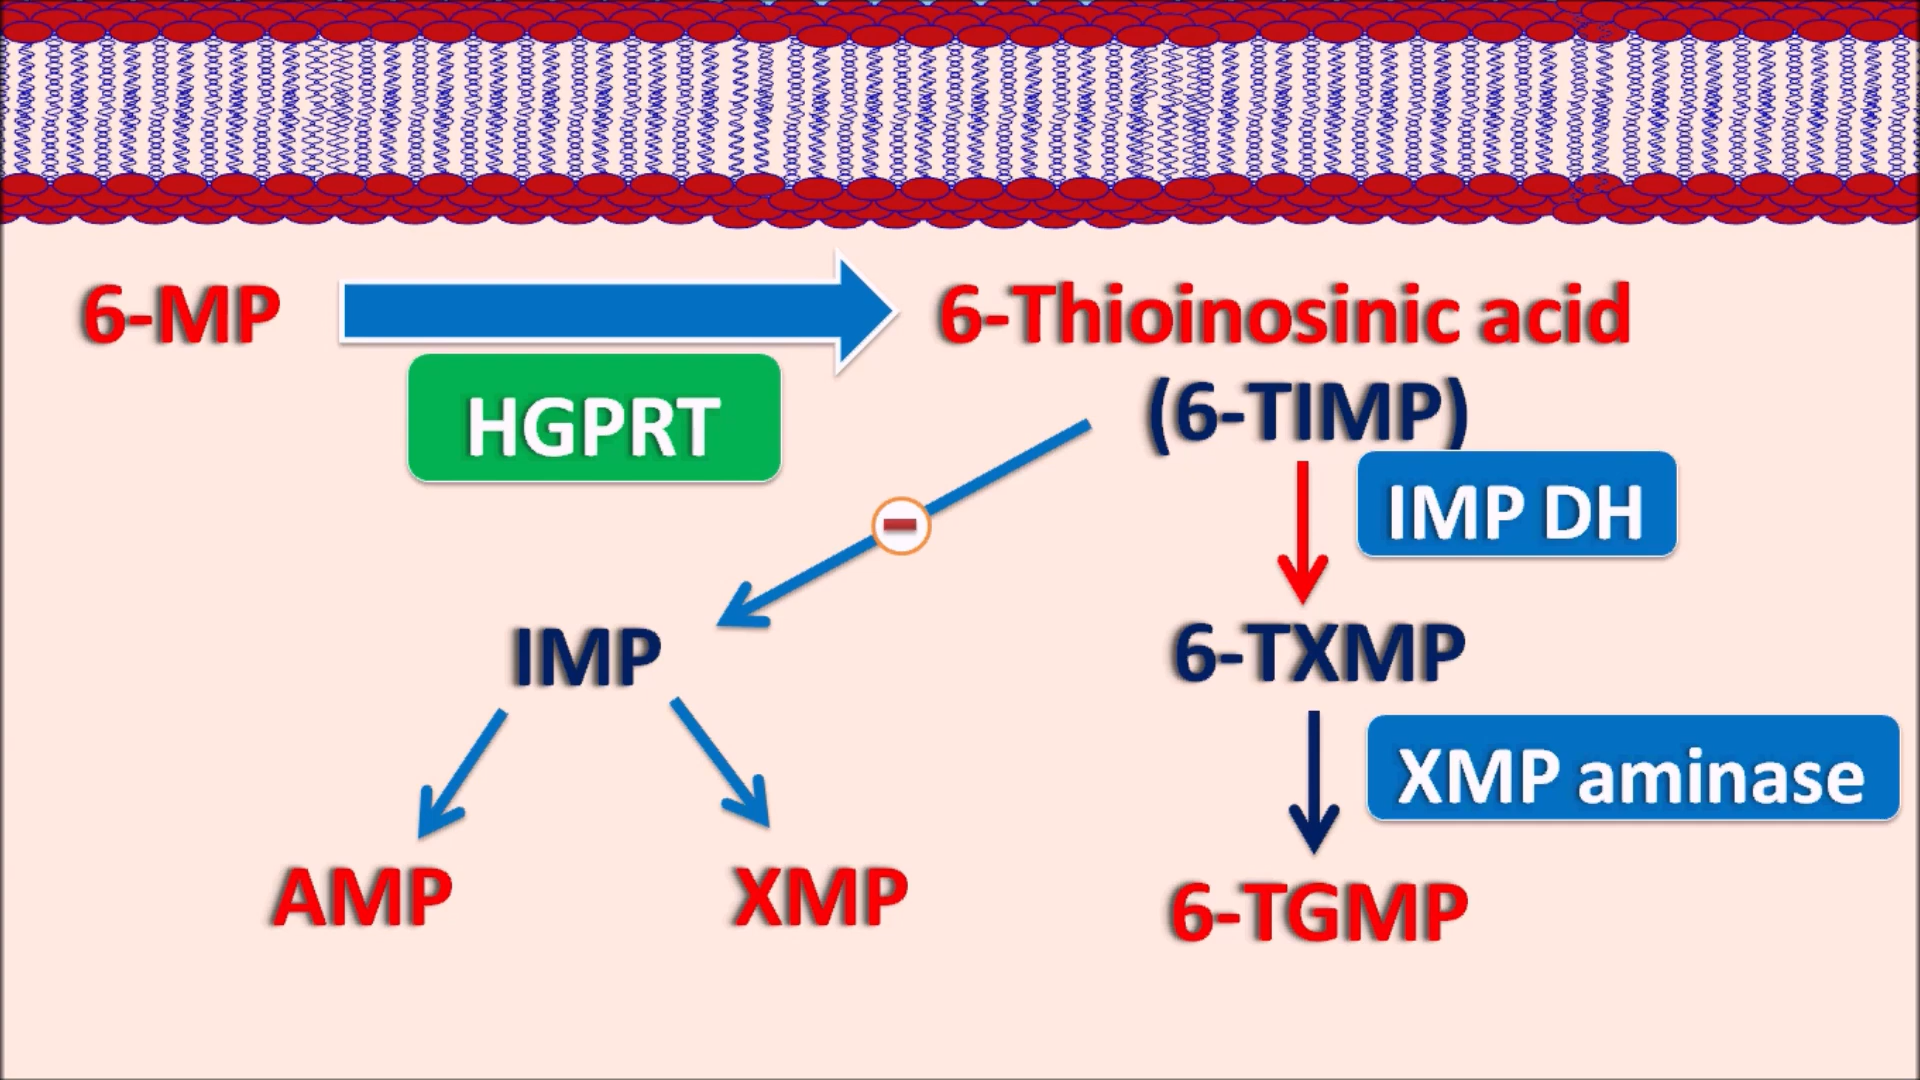 6-MP
6-Thioinosinic acid
HGPRT
(6-TIMP)
IMP DH
IMP
6-TXMP
XMP aminase
AMP
XMP
6-TGMP